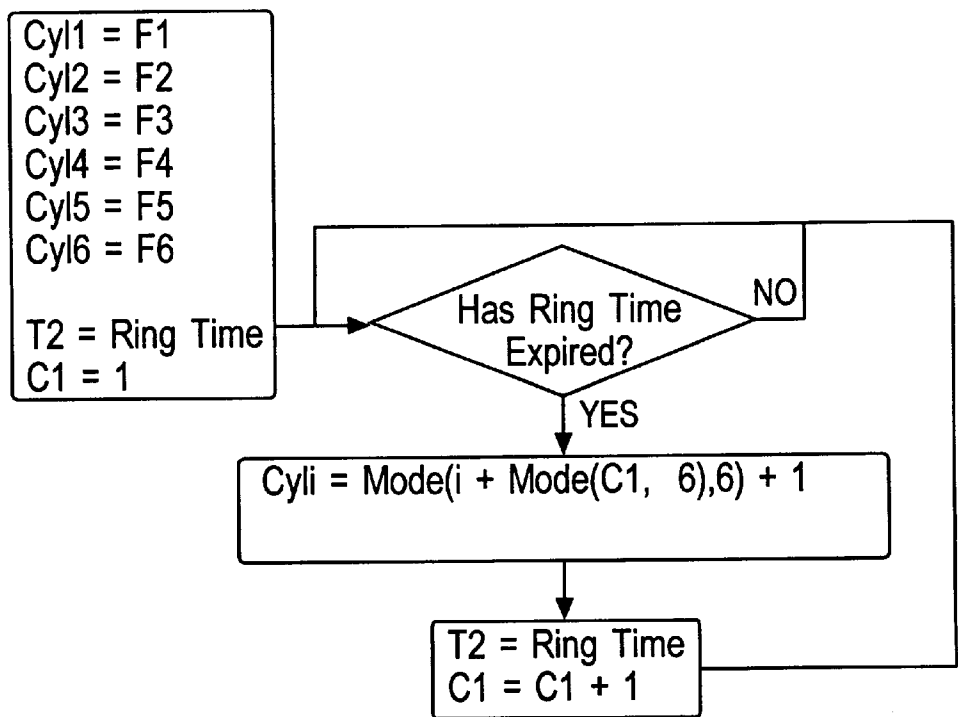 Cyl1 = F1
Cyl2 = F2
Cyl3 = F3
Cyl4 = F4
Cyl5 = F5
Cyl6 = F6
T2 = Ring Time
C1 = 1
Has Ring Time
Expired?
NO
YES
Cyli = Mode(i + Mode(C1, 6),6) + 1
T2 = Ring Time
C1 = C1 + 1